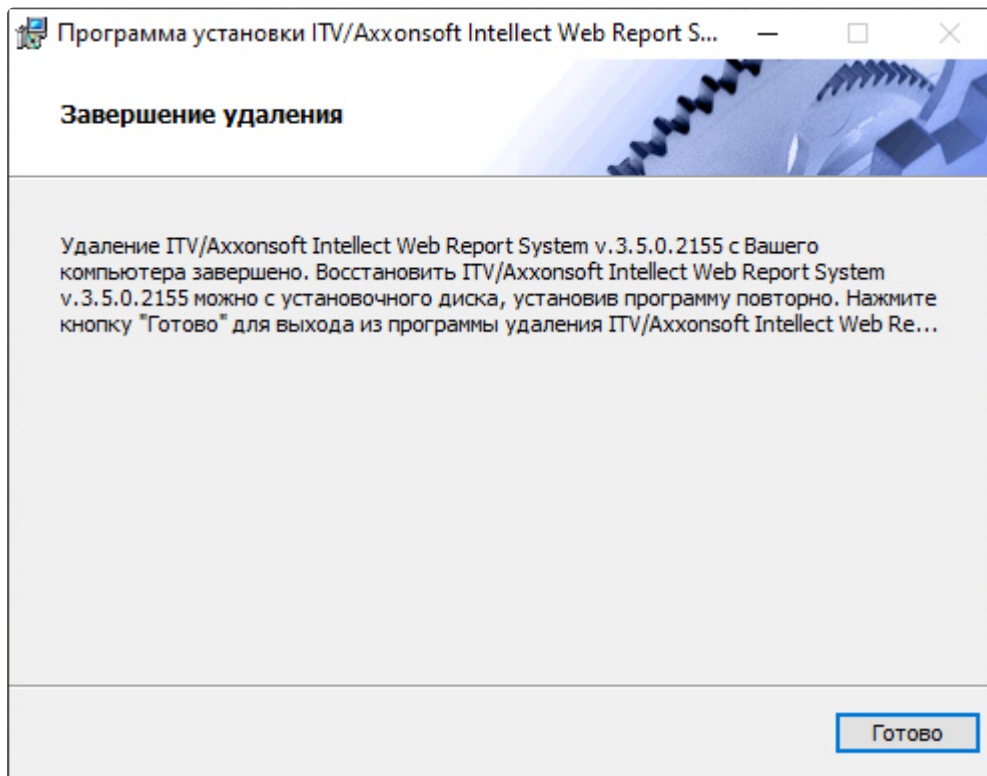 Программа установки ITV/Axxonsoft Intellect Web Report S...
Завершение удаления
Удаление ITV/Axxonsoft Intellect Web Report System v.3.5.0.2155 с Вашего
компьютера завершено. Восстановить ITV/Axxonsoft Intellect Web Report System
v.3.5.0.2155 можно с установочного диска, установив программу повторно. Нажмите
кнопку "Готово" для выхода из программы удаления ITV/Axxonsoft Intellect Web Re...
Готово